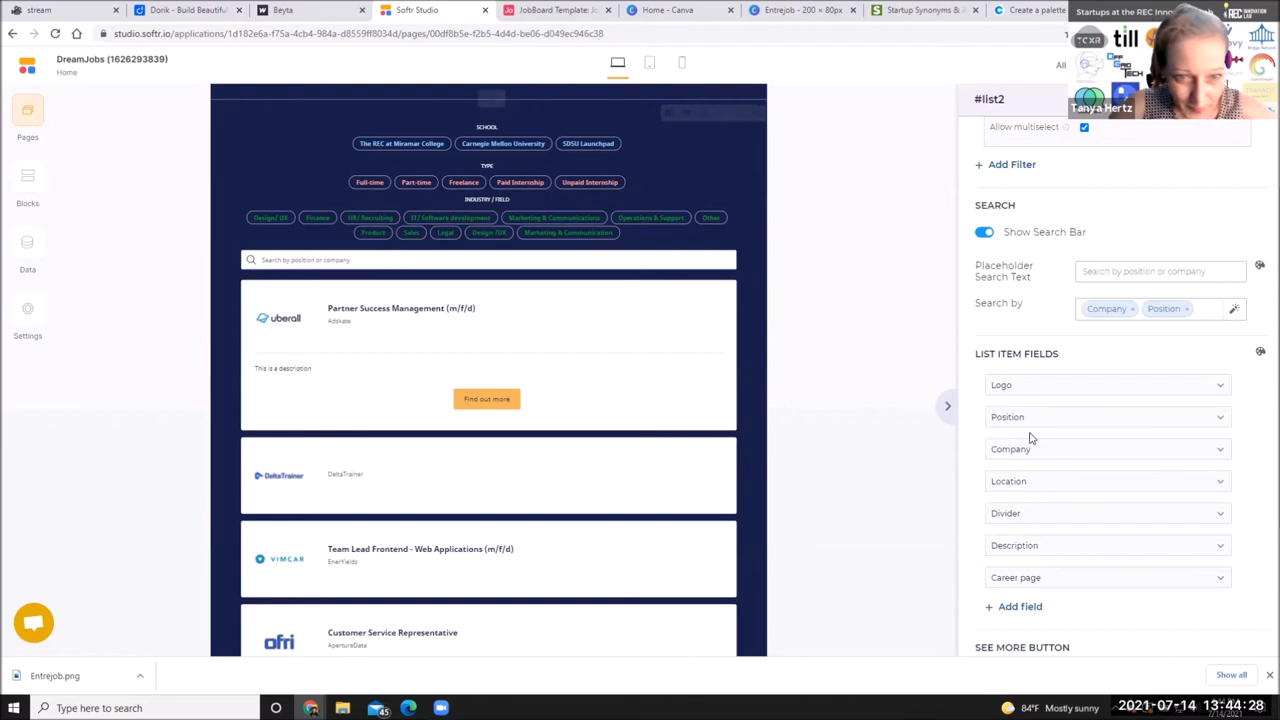 stream
Dorik - Build Beautiful
Beyta
Softr Studio
JobBoard Template:
Home - Canva
Entrejob - 200 × 80px
Startup Synonyms &
Create a palette
Startups at the REC Inno
studio.softr.io/applications/1d182e6a-f75a-4cb4-984a-d8559ff8034d/pages/00df8b5e-f2b5-4d4d-be06-d049ec946c38
DreamJobs (1626293839)
Home
All
TCXR
till
Tanya Hertz
Pages
Blocks
Data
Settings
SCHOOL
The REC at Miramar College
Carnegie Mellon University
SDSU Launchpad
TYPE
Full-time
Part-time
Freelance
Paid Internship
Unpaid Internship
INDUSTRY / FIELD
Design/ UX
Finance
HR/ Recruiting
IT/ Software development
Marketing & Communications
Operations & Support
Other
Product
Sales
Legal
Design /UX
Marketing & Communication
Search by position or company
uberall
Partner Success Management (m/f/d)
Adskate
This is a description
Find out more
DeltaTrainer
DeltaTrainer
VIMCAR
Team Lead Frontend - Web Applications (m/f/d)
EnerYields
ofri
Customer Service Representative
ApertureData
#list2
Allow multiselect
+ Add Filter
SEARCH
Show Search Bar
Placeholder
Search Text
Search by position or company
Search by
Company ×
Position ×
LIST ITEM FIELDS
Logo
Position
Company
Location
Divider
Description
Career page
+ Add field
SEE MORE BUTTON
Entrejob.png
Show all
Type here to search
45
84°F Mostly sunny
2021-07-14 13:44:28